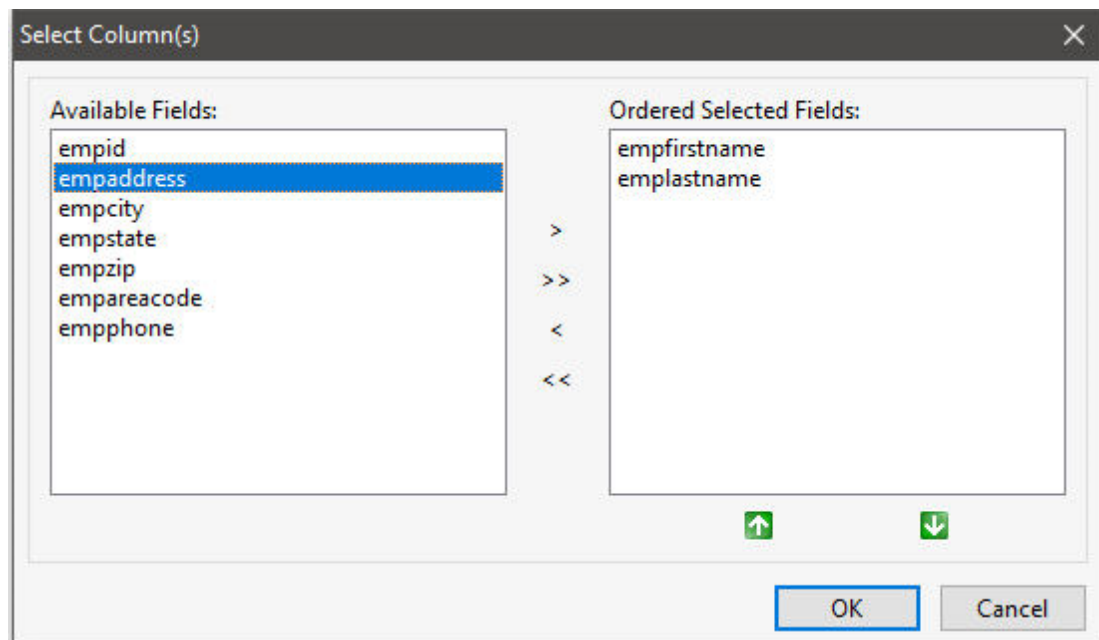 Select Column(s)
Available Fields:
empid
empaddress
empcity
empstate
empzip
empareacode
empphone
>
>>
<
<<
Ordered Selected Fields:
empfirstname
emplastname
OK
Cancel